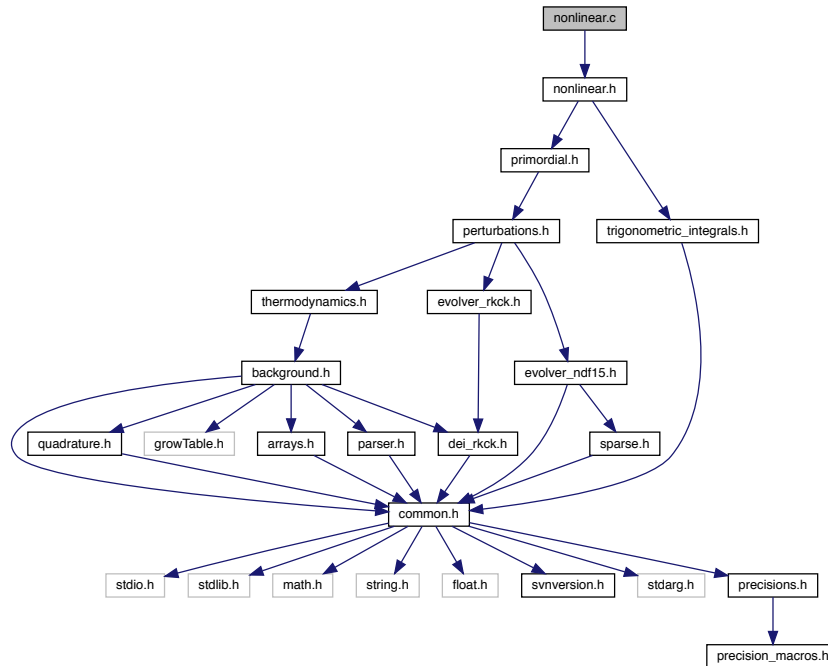 nonlinear.c
nonlinear.h
primordial.h
perturbations.h
trigonometric_integrals.h
thermodynamics.h
evolver_rkck.h
background.h
evolver_ndf15.h
quadrature.h
growTable.h
arrays.h
parser.h
dei_rkck.h
sparse.h
common.h
stdio.h
stdlib.h
math.h
string.h
float.h
svnversion.h
stdarg.h
precisions.h
precision_macros.h